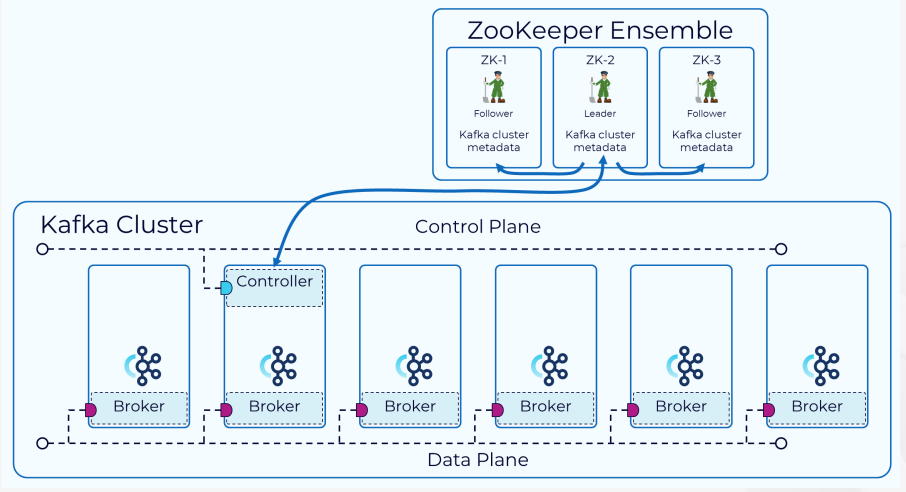 ZooKeeper Ensemble
ZK-1
ZK-2
ZK-3
Follower
Leader
Follower
Kafka cluster
metadata
Kafka cluster
metadata
Kafka cluster
metadata
Kafka Cluster
Control Plane
Controller
Broker
Broker
Broker
Broker
Broker
Broker
Data Plane